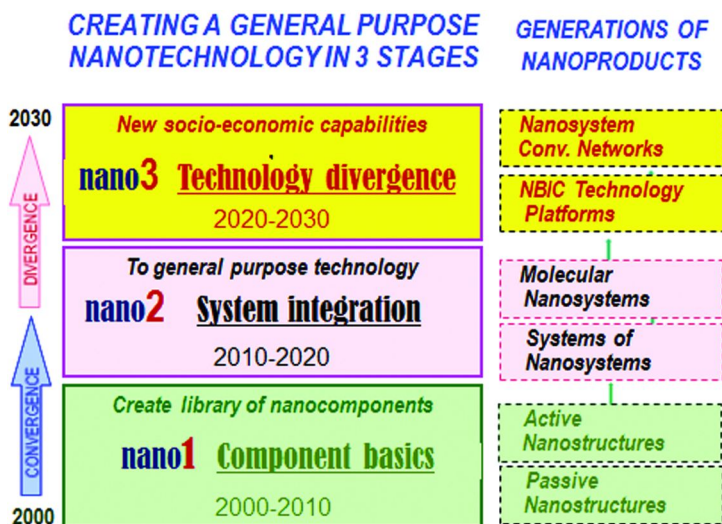 CREATING A GENERAL PURPOSE
NANOTECHNOLOGY IN 3 STAGES
GENERATIONS OF
NANOPRODUCTS
2030
DIVERGENCE
CONVERGENCE
2000
New socio-economic capabilities
nano3 Technology divergence
2020-2030
To general purpose technology
nano2 System integration
2010-2020
Create library of nanocomponents
nano1 Component basics
2000-2010
Nanosystem
Conv. Networks
NBIC Technology
Platforms
Molecular
Nanosystems
Systems of
Nanosystems
Active
Nanostructures
Passive
Nanostructures